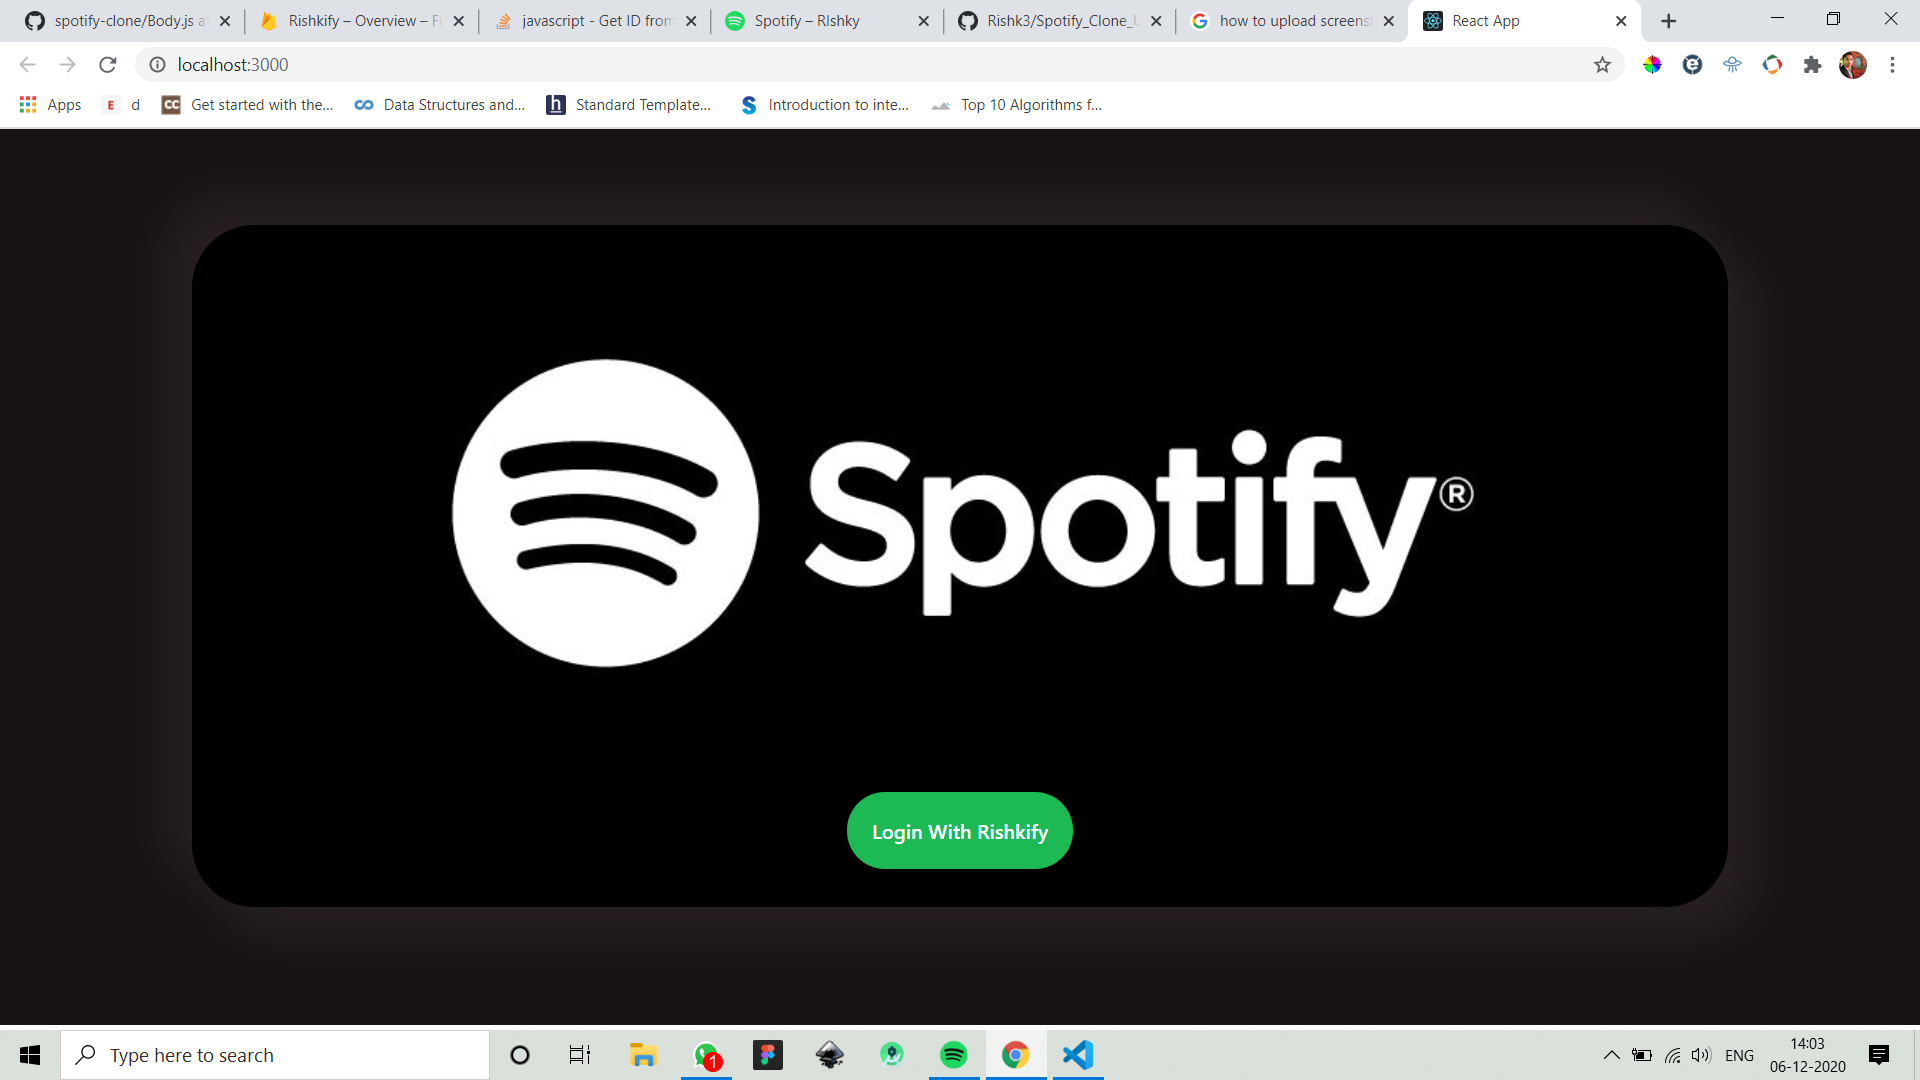 spotify-clone/Body.js a
Rishkify – Overview – Fi
javascript - Get ID from
Spotify – RIshky
Rishk3/Spotify_Clone_U
how to upload screens
React App
localhost:3000
Apps
E d
CC Get started with the...
Data Structures and...
h Standard Template...
S Introduction to inte...
Top 10 Algorithms f...
Spotify®
Login With Rishkify
Type here to search
1
ENG
14:03
06-12-2020